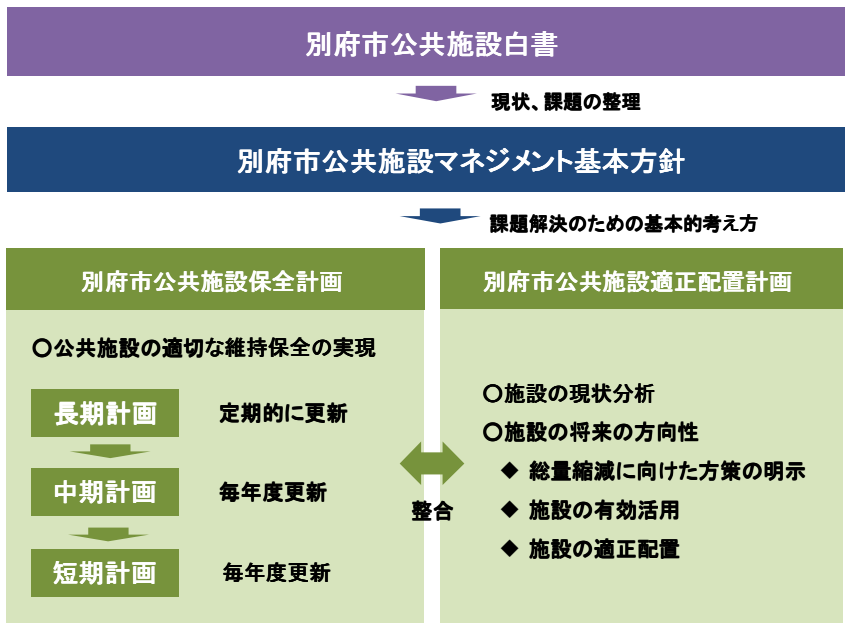 別府市公共施設白書
現状、課題の整理
別府市公共施設マネジメント基本方針
課題解決のための基本的考え方
別府市公共施設保全計画
〇公共施設の適切な維持保全の実現
長期計画 定期的に更新
中期計画 毎年度更新
短期計画 毎年度更新
整合
別府市公共施設適正配置計画
〇施設の現状分析
〇施設の将来の方向性
◆ 総量縮減に向けた方策の明示
◆ 施設の有効活用
◆ 施設の適正配置